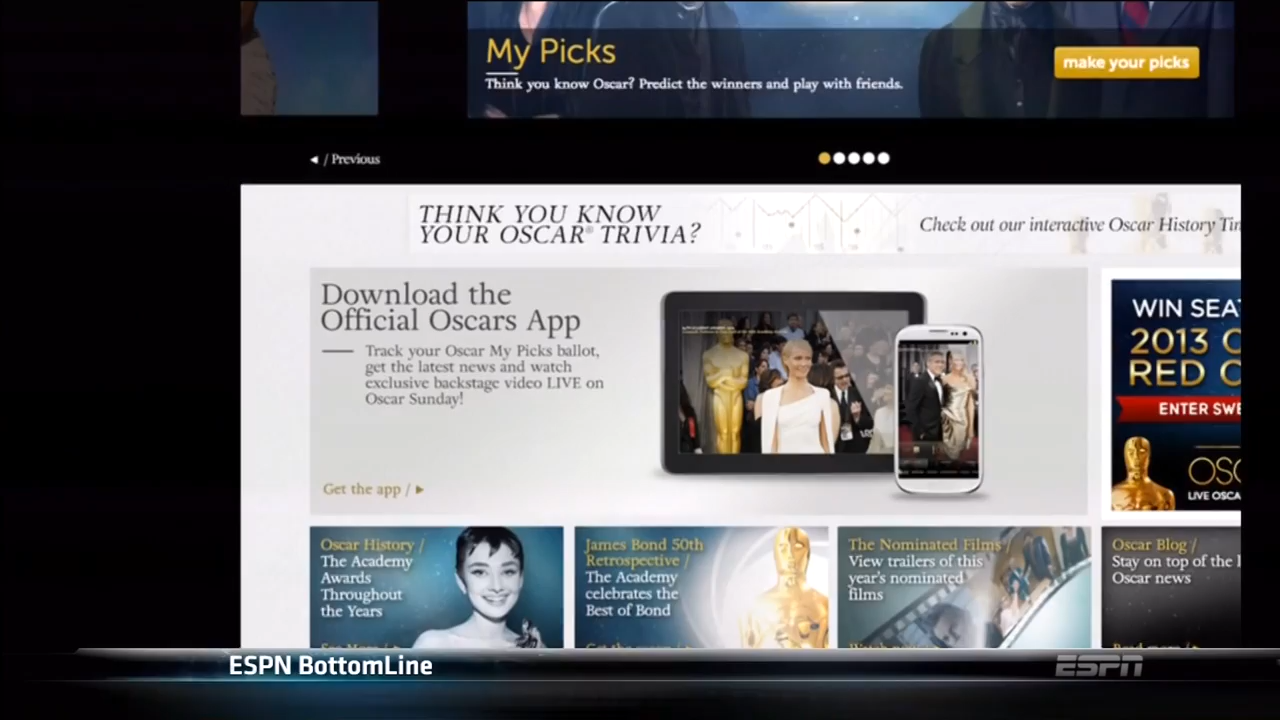 My Picks
Think you know Oscar? Predict the winners and play with friends.
make your picks
/ Previous
THINK YOU KNOW
YOUR OSCAR® TRIVIA?
Check out our interactive Oscar History
Download the
Official Oscars App
Track your Oscar My Picks ballot,
get the latest news and watch
exclusive backstage video LIVE on
Oscar Sunday!
Get the app /
WIN
2013
RED
ENTER
LIVE
Oscar History /
The Academy
Awards
Throughout
the Years
James Bond 50th
Retrospective /
The Academy
celebrates the
Best of Bond
The Nominated Films
View trailers of this
year's nominated
films
Oscar Blog /
Stay on top of the
Oscar news
ESPN BottomLine
ESPN